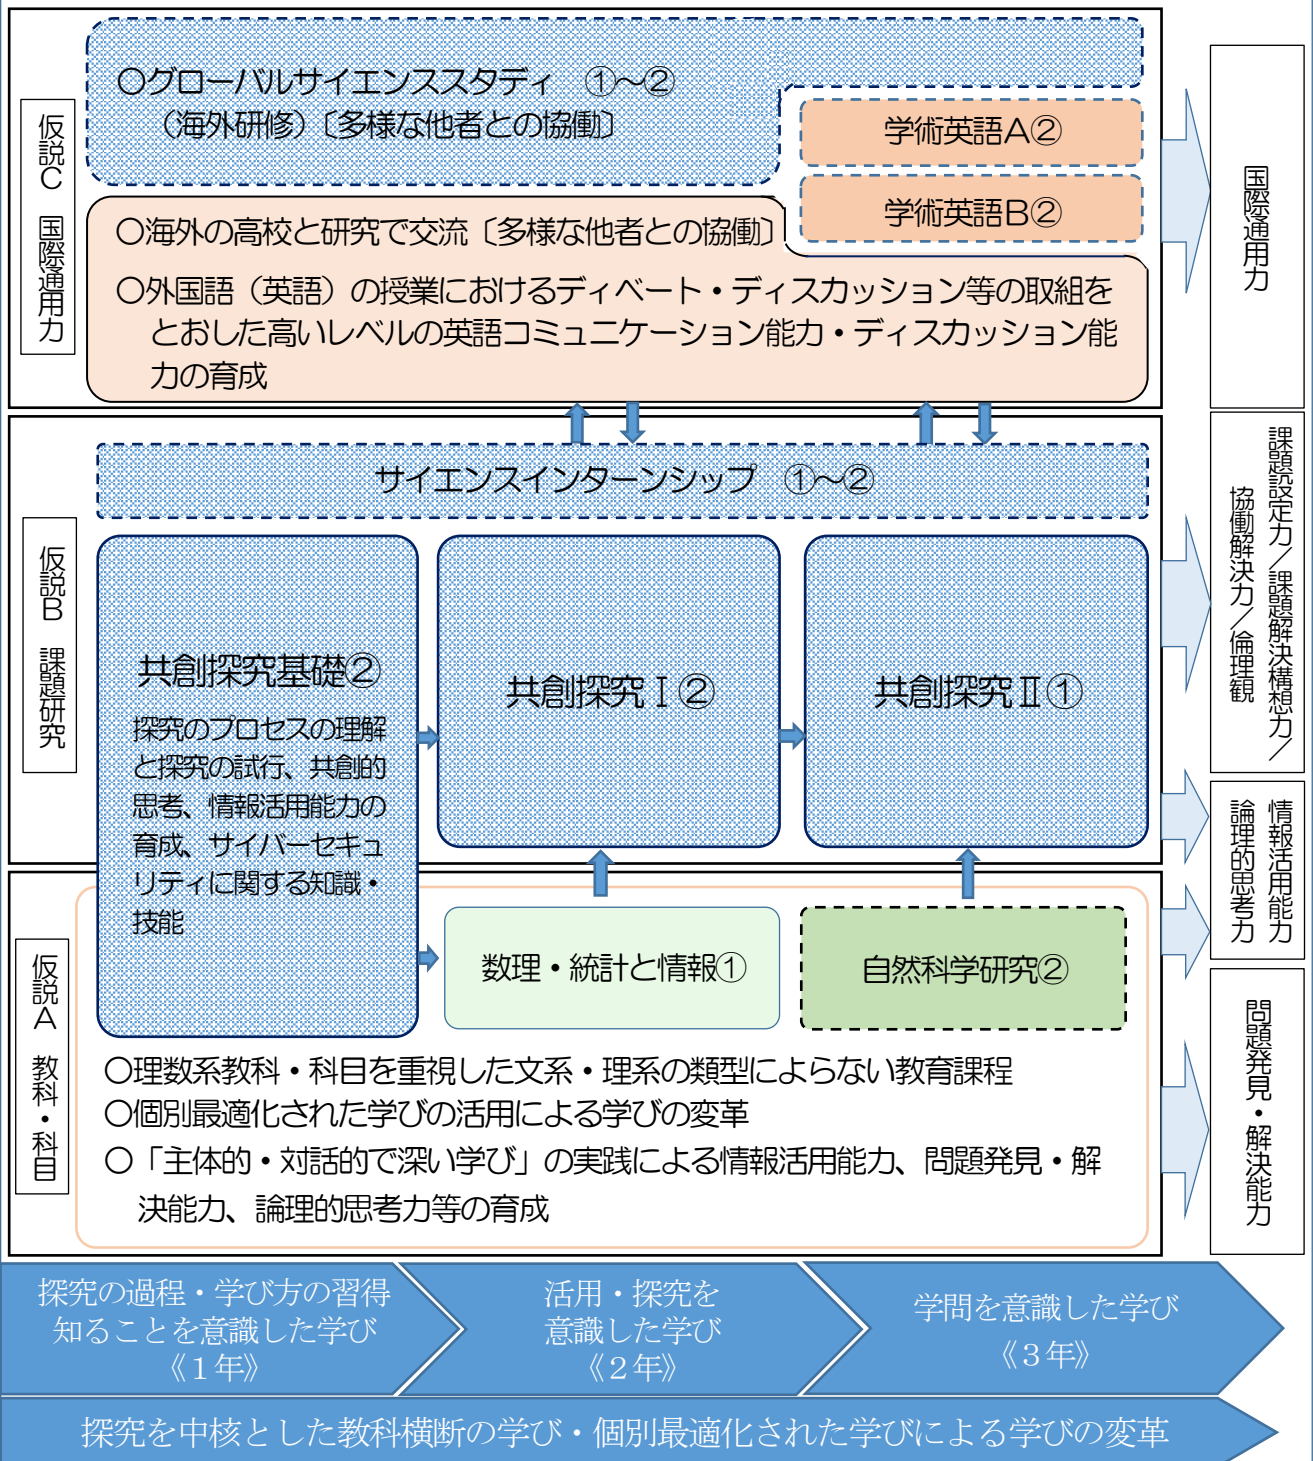 仮説C　国際通用力
○グローバルサイエンススタディ　①～②
（海外研修）〔多様な他者との協働〕
学術英語A②
学術英語B②
○海外の高校と研究で交流〔多様な他者との協働〕
○外国語（英語）の授業におけるディベート・ディスカッション等の取組を
とおした高いレベルの英語コミュニケーション能力・ディスカッション能
力の育成
国際通用力
仮説B　課題研究
サイエンスインターンシップ　①～②
共創探究基礎②
探究のプロセスの理解
と探究の試行、共創的
思考、情報活用能力の
育成、サイバーセキュ
リティに関する知識・
技能
共創探究Ⅰ②
共創探究Ⅱ①
課題設定力／課題解決構想力／
協働解決力／倫理観
情報活用能力
論理的思考力
仮説A　教科・科目
数理・統計と情報①
自然科学研究②
○理数系教科・科目を重視した文系・理系の類型によらない教育課程
○個別最適化された学びの活用による学びの変革
○「主体的・対話的で深い学び」の実践による情報活用能力、問題発見・解
決能力、論理的思考力等の育成
問題発見・解決能力
探究の過程・学び方の習得
知ることを意識した学び
《１年》
活用・探究を
意識した学び
《２年》
学問を意識した学び
《３年》
探究を中核とした教科横断の学び・個別最適化された学びによる学びの変革